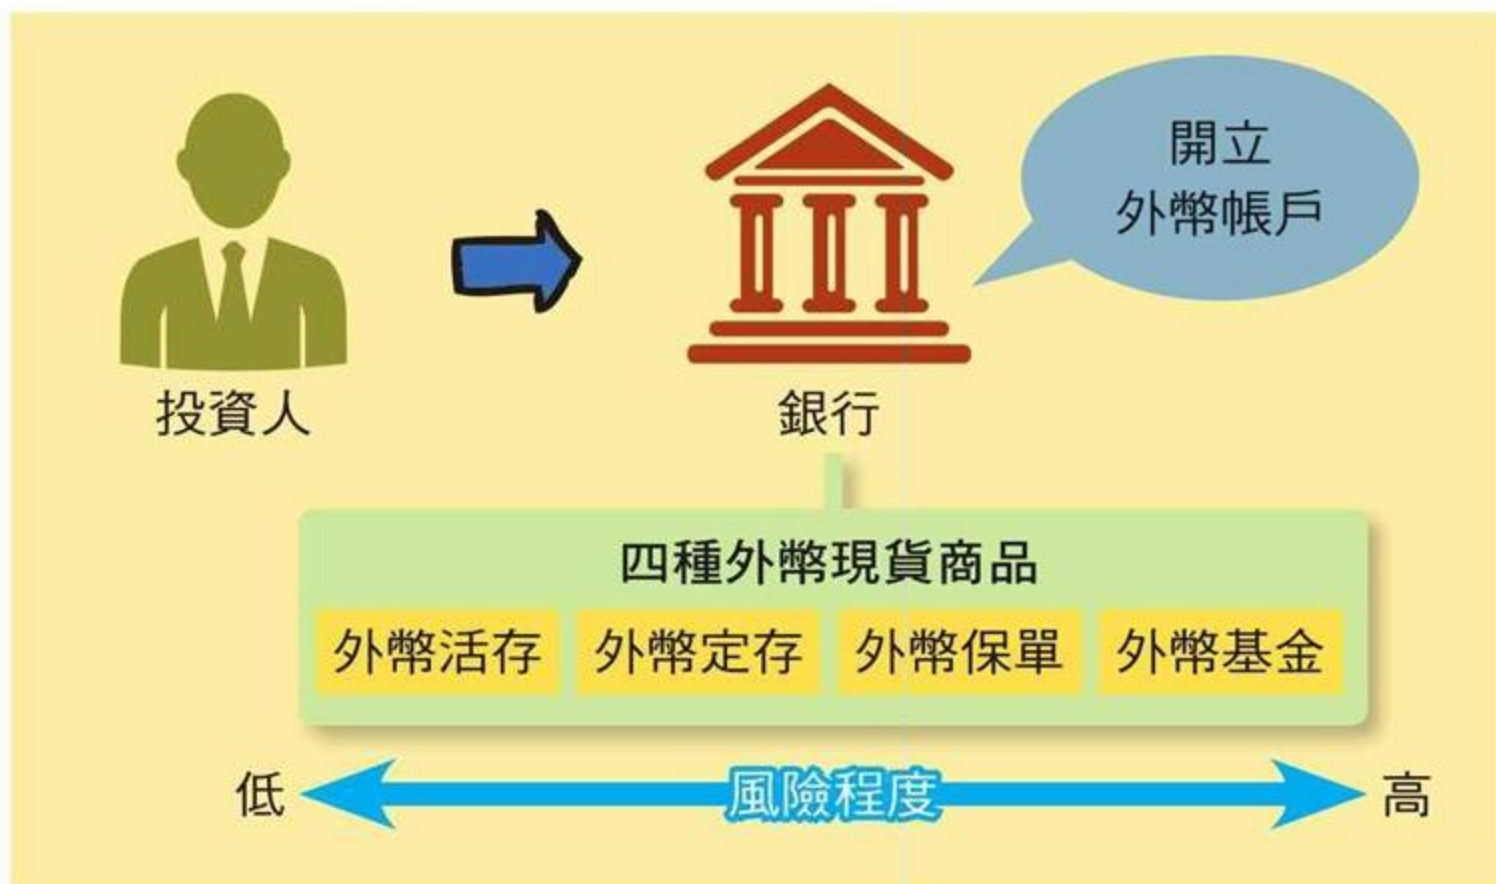 開立
外幣帳戶
投資人
銀行
四種外幣現貨商品
外幣活存 外幣定存 外幣保單 外幣基金
低 風險程度 高